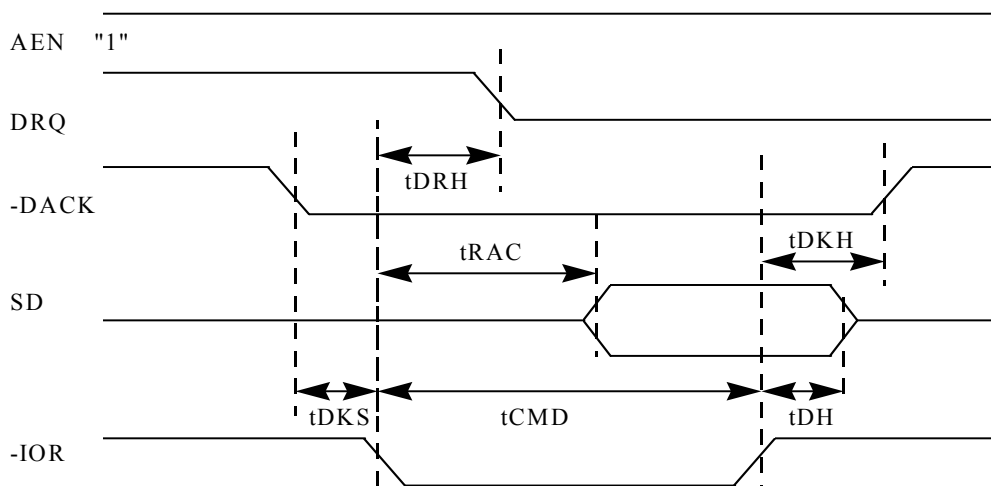 AEN "1"
DRQ
tDRH
-DACK
tRAC
tDKH
SD
tDKS
tCMD
tDH
-IOR